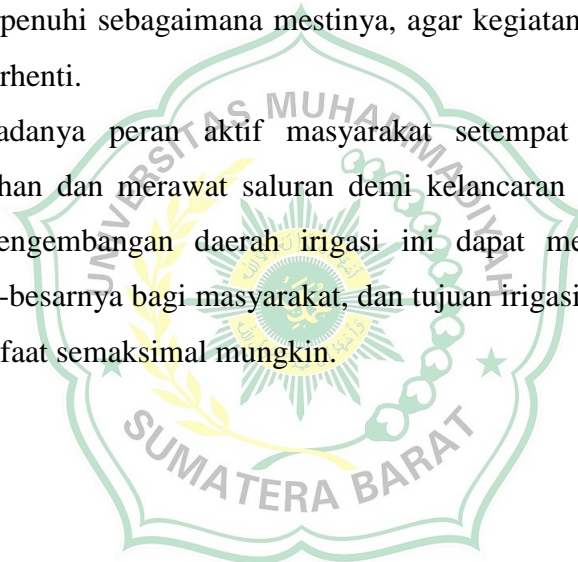 penuhi sebagaimana mestinya, agar kegiatan
rhenti.
adanya peran aktif masyarakat setempat
han dan merawat saluran demi kelancaran
engembangan daerah irigasi ini dapat me
-besarnya bagi masyarakat, dan tujuan irigasi
faat semaksimal mungkin.
UNIVERSITAS MUHAMMADIYAH
SUMATERA BARAT